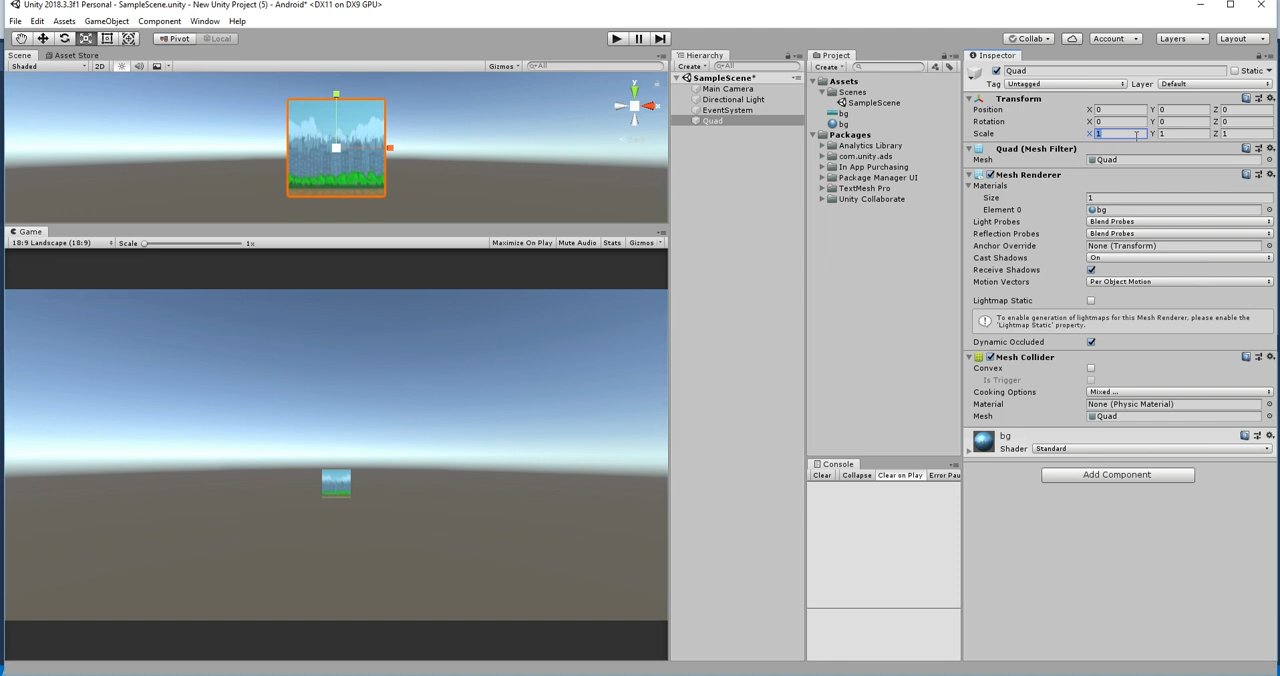 Unity 2018.3.3f1 Personal - SampleScene.unity - New Unity Project (5) - Android* <DX11 on DX9 GPU>
File Edit Assets GameObject Component Window Help
Pivot Local Collab Account Layers Layout
Scene Asset Store
Shaded 2D Gizmos All
y
x
Game
18:9 Landscape (18:9) Scale 1x Maximize On Play Mute Audio Stats Gizmos
Hierarchy
Create All
SampleScene*
Main Camera
Directional Light
EventSystem
Quad
Project
Create
Assets
Scenes
SampleScene
bg
bg
Packages
Analytics Library
com.unity.ads
In App Purchasing
Package Manager UI
TextMesh Pro
Unity Collaborate
Console
Clear Collapse Clear on Play Error Pau
Inspector
Quad Static
Tag Untagged Layer Default
Transform
Position X 0 Y 0 Z 0
Rotation X 0 Y 0 Z 0
Scale X 1 Y 1 Z 1
Quad (Mesh Filter)
Mesh Quad
Mesh Renderer
Materials
Size 1
Element 0 bg
Light Probes Blend Probes
Reflection Probes Blend Probes
Anchor Override None (Transform)
Cast Shadows On
Receive Shadows
Motion Vectors Per Object Motion
Lightmap Static
To enable generation of lightmaps for this Mesh Renderer, please enable the
'Lightmap Static' property.
Dynamic Occluded
Mesh Collider
Convex
Is Trigger
Cooking Options Mixed ...
Material None (Physic Material)
Mesh Quad
bg
Shader Standard
Add Component